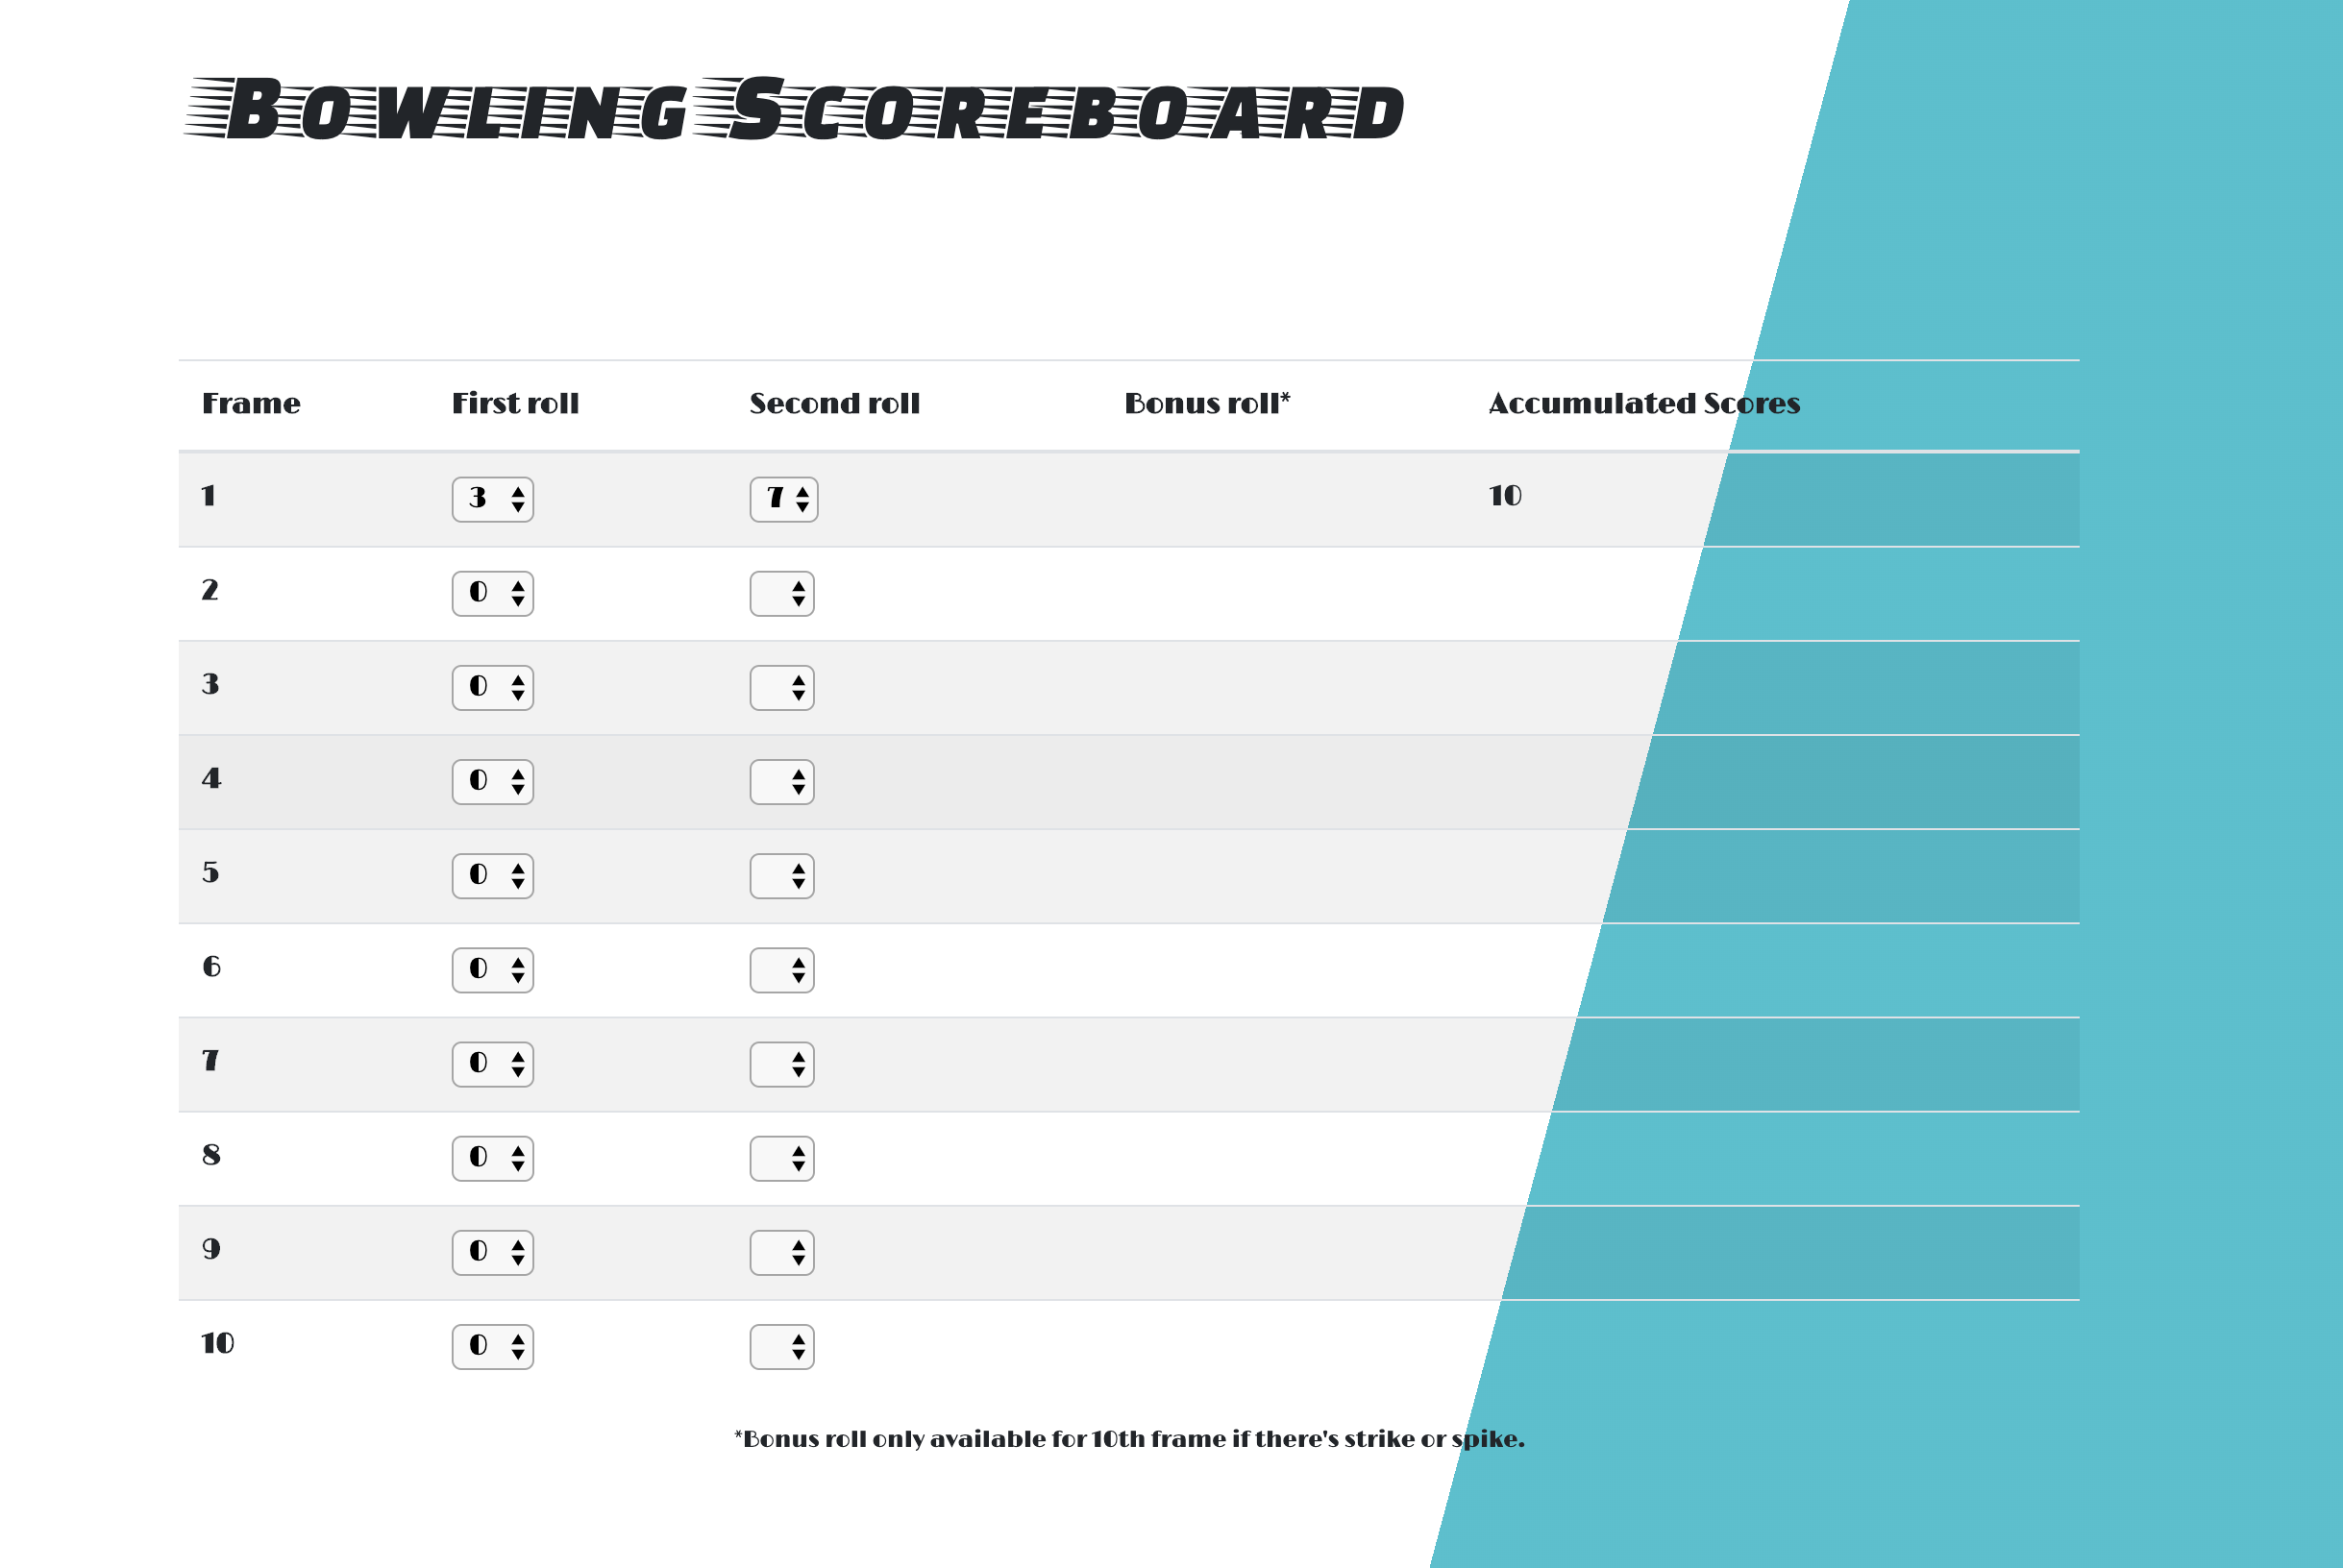 Bowling Scoreboard
Frame First roll Second roll Bonus roll* Accumulated Scores
1 3 7 10
2 0
3 0
4 0
5 0
6 0
7 0
8 0
9 0
10 0
*Bonus roll only available for 10th frame if there's strike or spike.